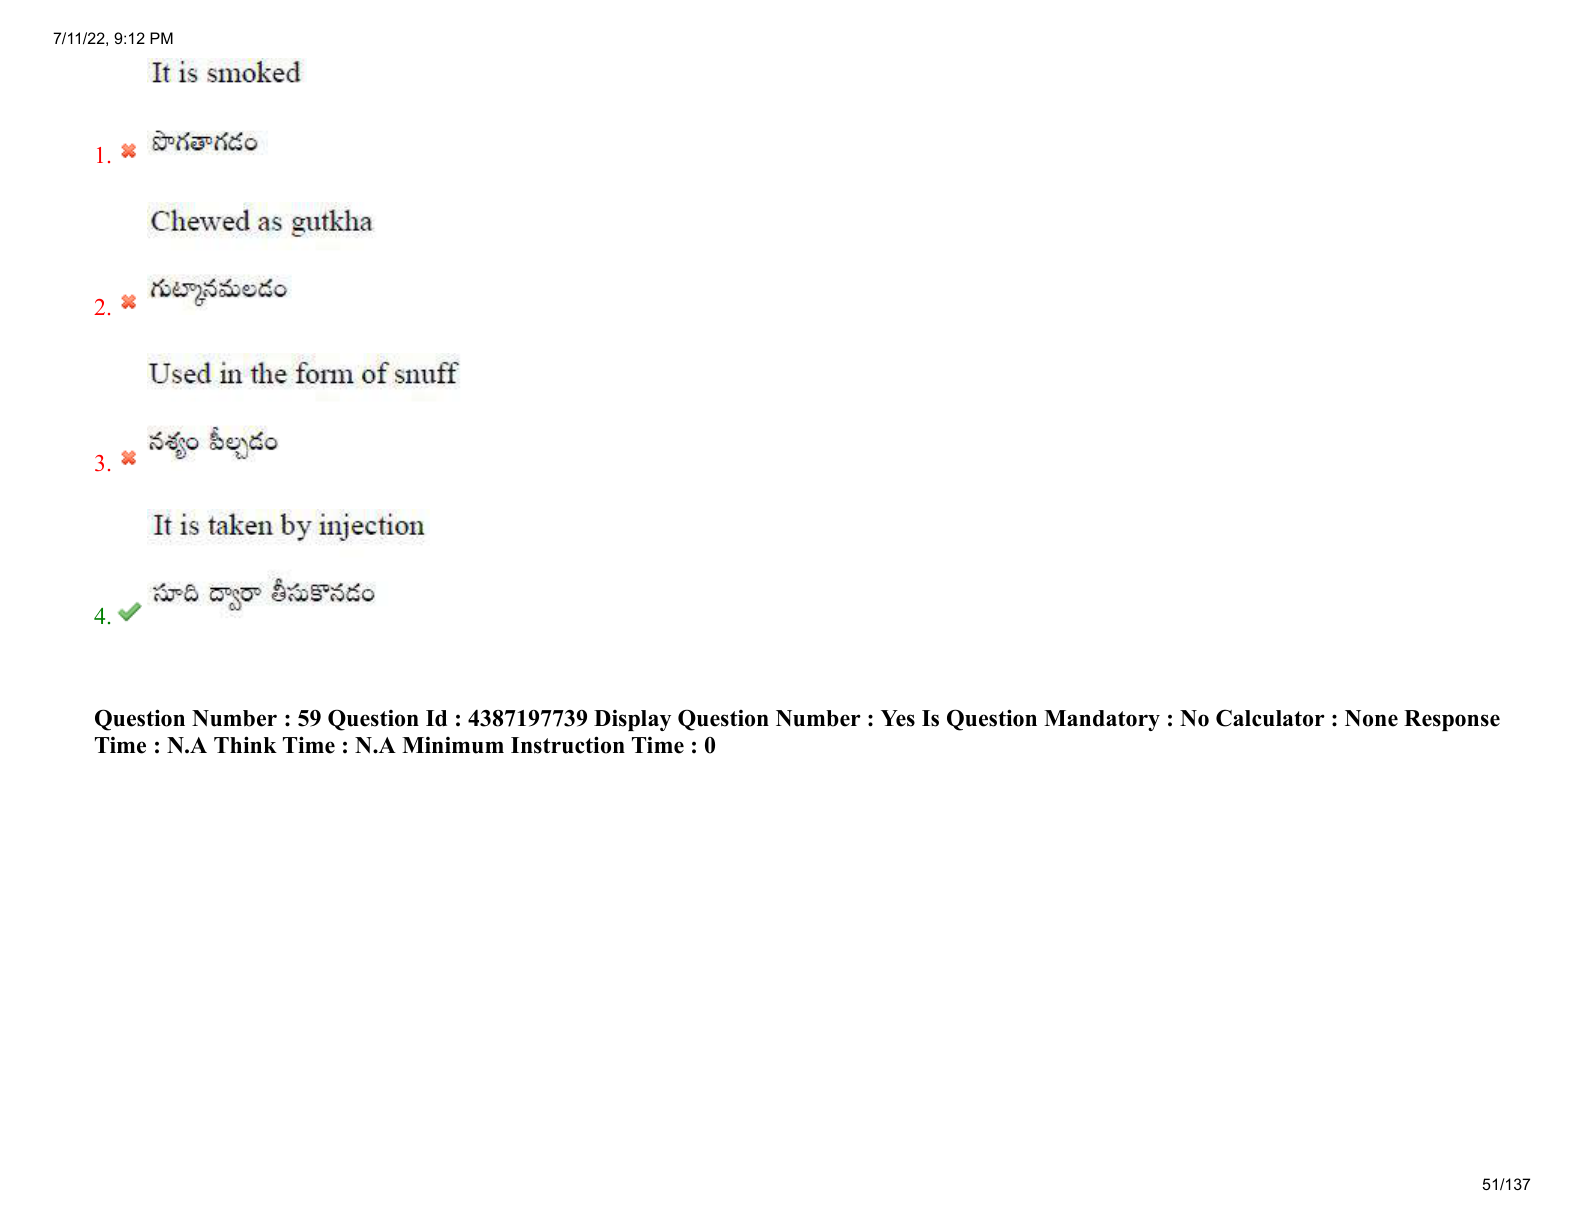 7/11/22, 9:12 PM
It is smoked
1. పొగతాగడం
Chewed as gutkha
2. గుట్కానమలడం
Used in the form of snuff
3. నశ్యం పీల్చడం
It is taken by injection
4. సూది ద్వారా తీసుకొనడం
Question Number : 59 Question Id : 4387197739 Display Question Number : Yes Is Question Mandatory : No Calculator : None Response
Time : N.A Think Time : N.A Minimum Instruction Time : 0
51/137